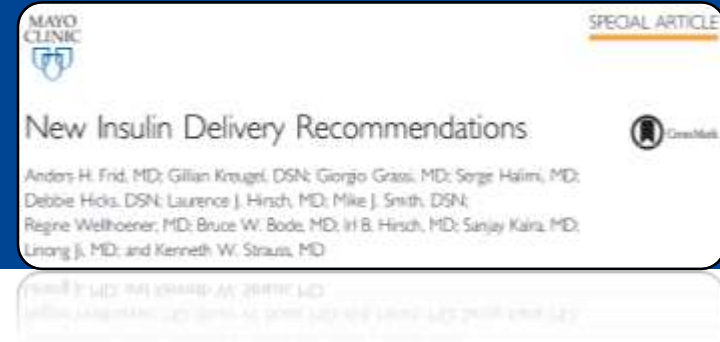 MAYO
CLINIC
SPECIAL ARTICLE
New Insulin Delivery Recommendations
CrossMark
Anders H. Frid, MD; Gillian Kreugel, DSN; Giorgio Grassi, MD; Serge Halimi, MD;
Debbie Hicks, DSN; Laurence J. Hirsch, MD; Mike J. Smith, DSN;
Regine Wellhoener, MD; Bruce W. Bode, MD; Irl B. Hirsch, MD; Sanjay Kalra, MD;
Linong Ji, MD; and Kenneth W. Strauss, MD